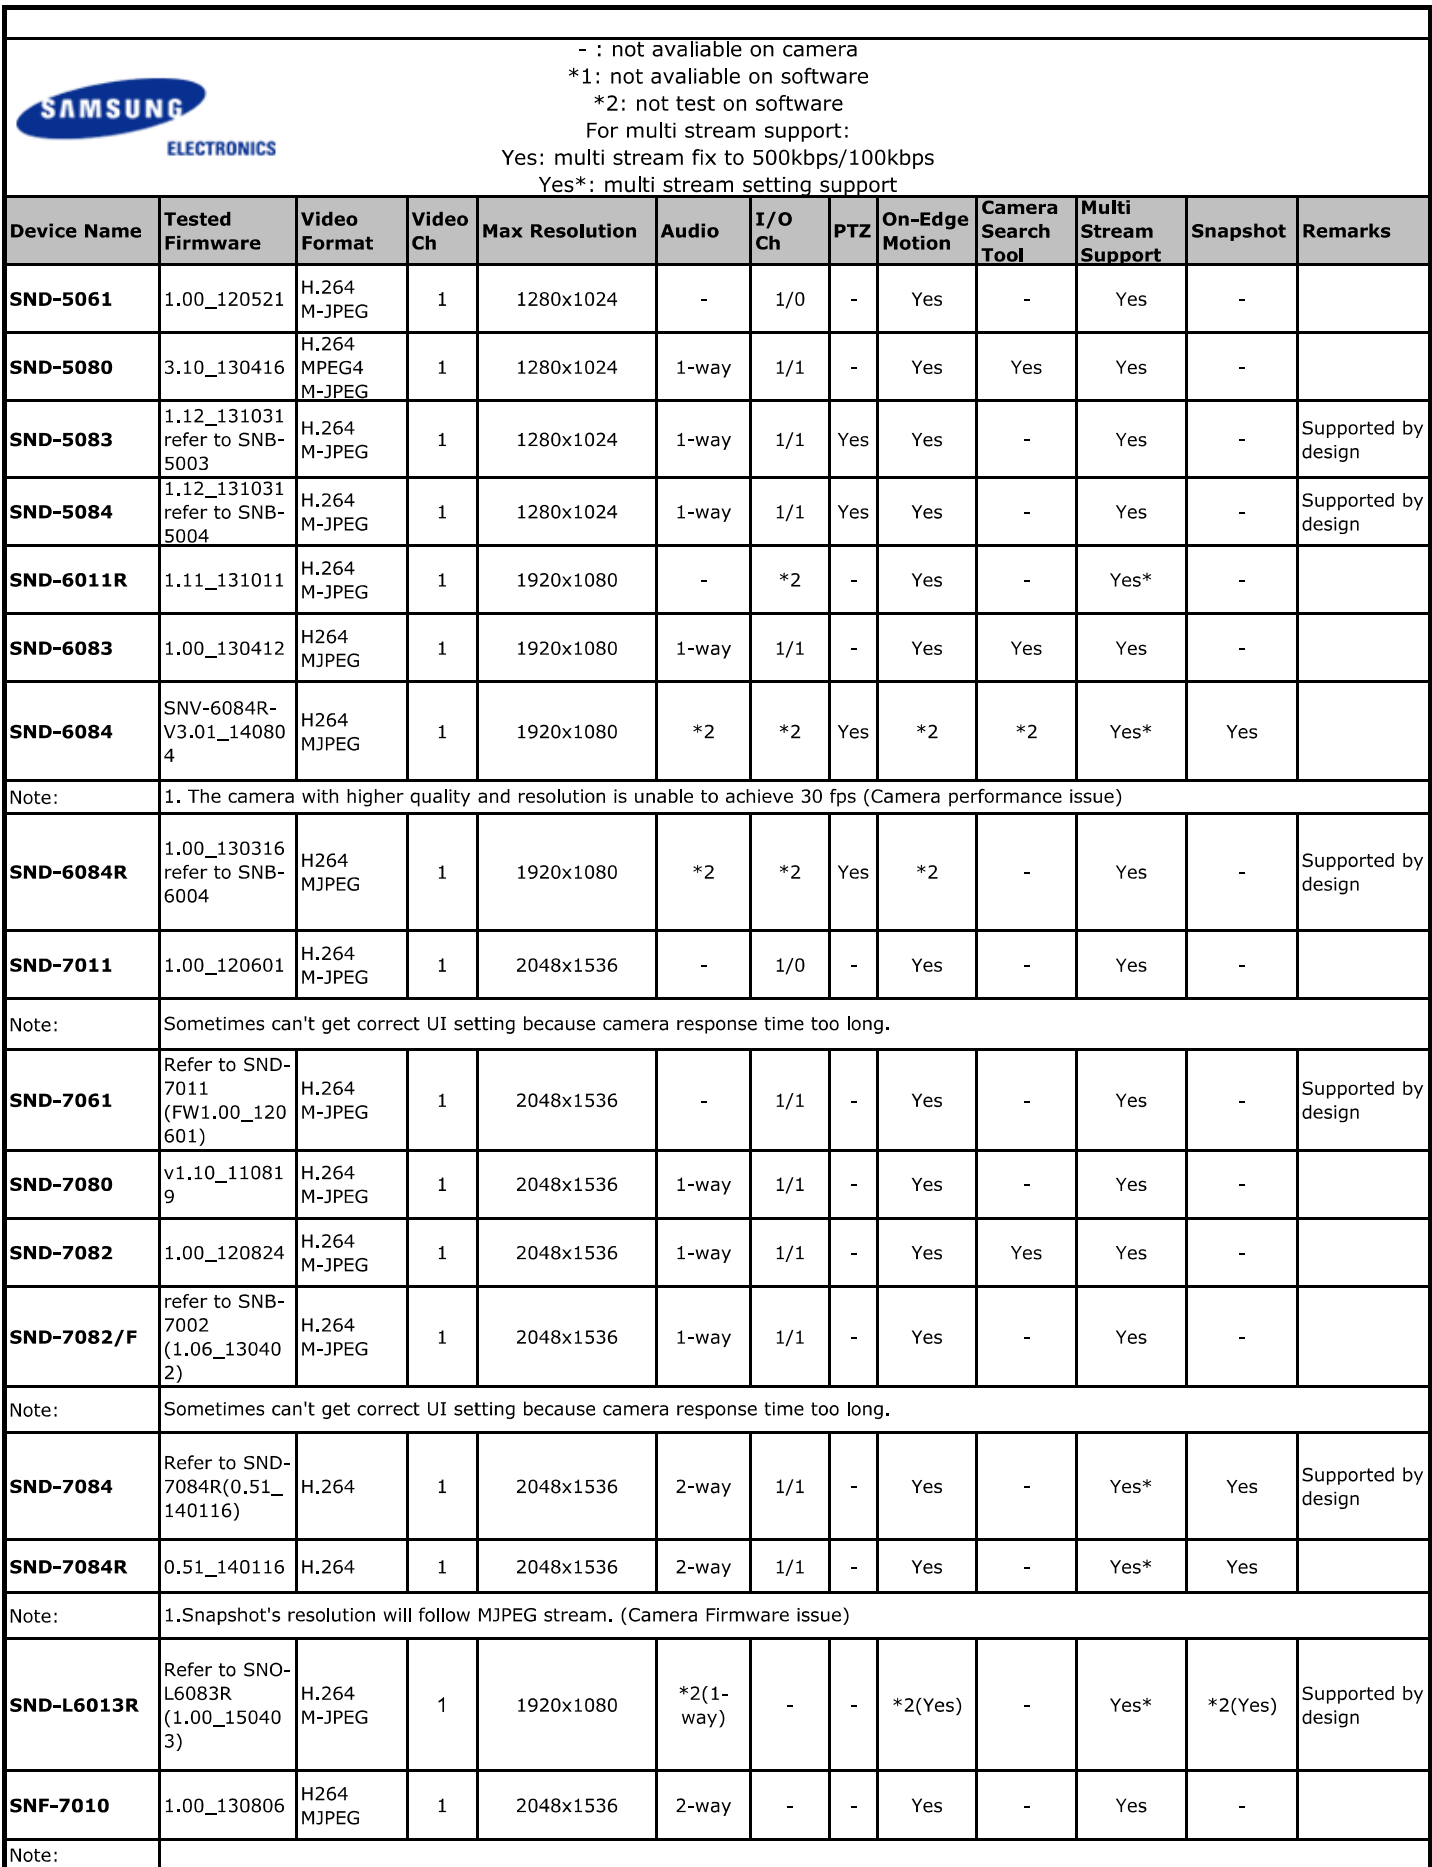 - : not avaliable on camera
*1: not avaliable on software
*2: not test on software
For multi stream support:
Yes: multi stream fix to 500kbps/100kbps
Yes*: multi stream setting support
SAMSUNG
ELECTRONICS
Device Name Tested Firmware Video Format Video Ch Max Resolution Audio I/O Ch PTZ On-Edge Motion Camera Search Tool Multi Stream Support Snapshot Remarks
SND-5061 1.00_120521 H.264 M-JPEG 1 1280x1024 - 1/0 - Yes - Yes -
SND-5080 3.10_130416 H.264 MPEG4 M-JPEG 1 1280x1024 1-way 1/1 - Yes Yes Yes -
SND-5083 1.12_131031 refer to SNB-5003 H.264 M-JPEG 1 1280x1024 1-way 1/1 Yes Yes - Yes - Supported by design
SND-5084 1.12_131031 refer to SNB-5004 H.264 M-JPEG 1 1280x1024 1-way 1/1 Yes Yes - Yes - Supported by design
SND-6011R 1.11_131011 H.264 M-JPEG 1 1920x1080 - *2 - Yes - Yes* -
SND-6083 1.00_130412 H264 MJPEG 1 1920x1080 1-way 1/1 - Yes Yes Yes -
SND-6084 SNV-6084R-V3.01_140804 H264 MJPEG 1 1920x1080 *2 *2 Yes *2 *2 Yes* Yes
Note: 1. The camera with higher quality and resolution is unable to achieve 30 fps (Camera performance issue)
SND-6084R 1.00_130316 refer to SNB-6004 H264 MJPEG 1 1920x1080 *2 *2 Yes *2 - Yes - Supported by design
SND-7011 1.00_120601 H.264 M-JPEG 1 2048x1536 - 1/0 - Yes - Yes -
Note: Sometimes can't get correct UI setting because camera response time too long.
SND-7061 Refer to SND-7011 (FW1.00_120601) H.264 M-JPEG 1 2048x1536 - 1/1 - Yes - Yes - Supported by design
SND-7080 v1.10_110819 H.264 M-JPEG 1 2048x1536 1-way 1/1 - Yes - Yes -
SND-7082 1.00_120824 H.264 M-JPEG 1 2048x1536 1-way 1/1 - Yes Yes Yes -
SND-7082/F refer to SNB-7002 (1.06_130402) H.264 M-JPEG 1 2048x1536 1-way 1/1 - Yes - Yes -
Note: Sometimes can't get correct UI setting because camera response time too long.
SND-7084 Refer to SND-7084R(0.51_140116) H.264 1 2048x1536 2-way 1/1 - Yes - Yes* Yes Supported by design
SND-7084R 0.51_140116 H.264 1 2048x1536 2-way 1/1 - Yes - Yes* Yes
Note: 1.Snapshot's resolution will follow MJPEG stream. (Camera Firmware issue)
SND-L6013R Refer to SNO-L6083R (1.00_150403) H.264 M-JPEG 1 1920x1080 *2(1-way) - - *2(Yes) - Yes* *2(Yes) Supported by design
SNF-7010 1.00_130806 H264 MJPEG 1 2048x1536 2-way - - Yes - Yes -
Note: